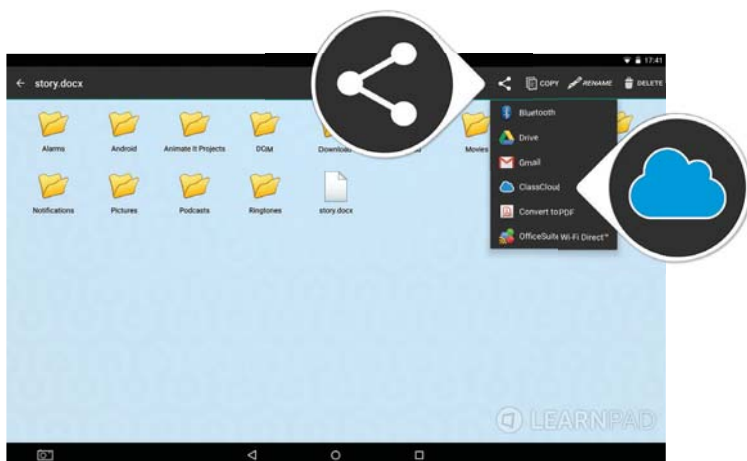 17:41
← story.docx COPY RENAME DELETE
Bluetooth
Drive
Gmail
ClassCloud
Convert to PDF
OfficeSuite Wi-Fi Direct™
Alarms Android Animate It Projects Download Movies
Notifications Pictures Podcasts Ringtones story.docx
LEARNPAD